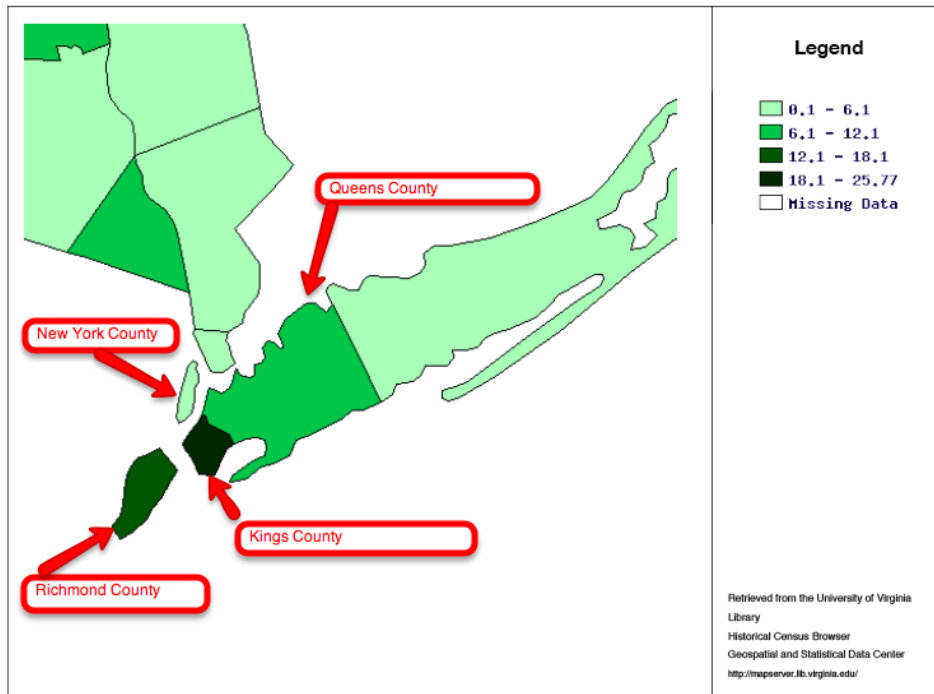 Legend
0.1 - 6.1
6.1 - 12.1
12.1 - 18.1
18.1 - 25.77
Missing Data
Queens County
New York County
Kings County
Richmond County
Retrieved from the University of Virginia
Library
Historical Census Browser
Geospatial and Statistical Data Center
http://mapserver.lib.virginia.edu/